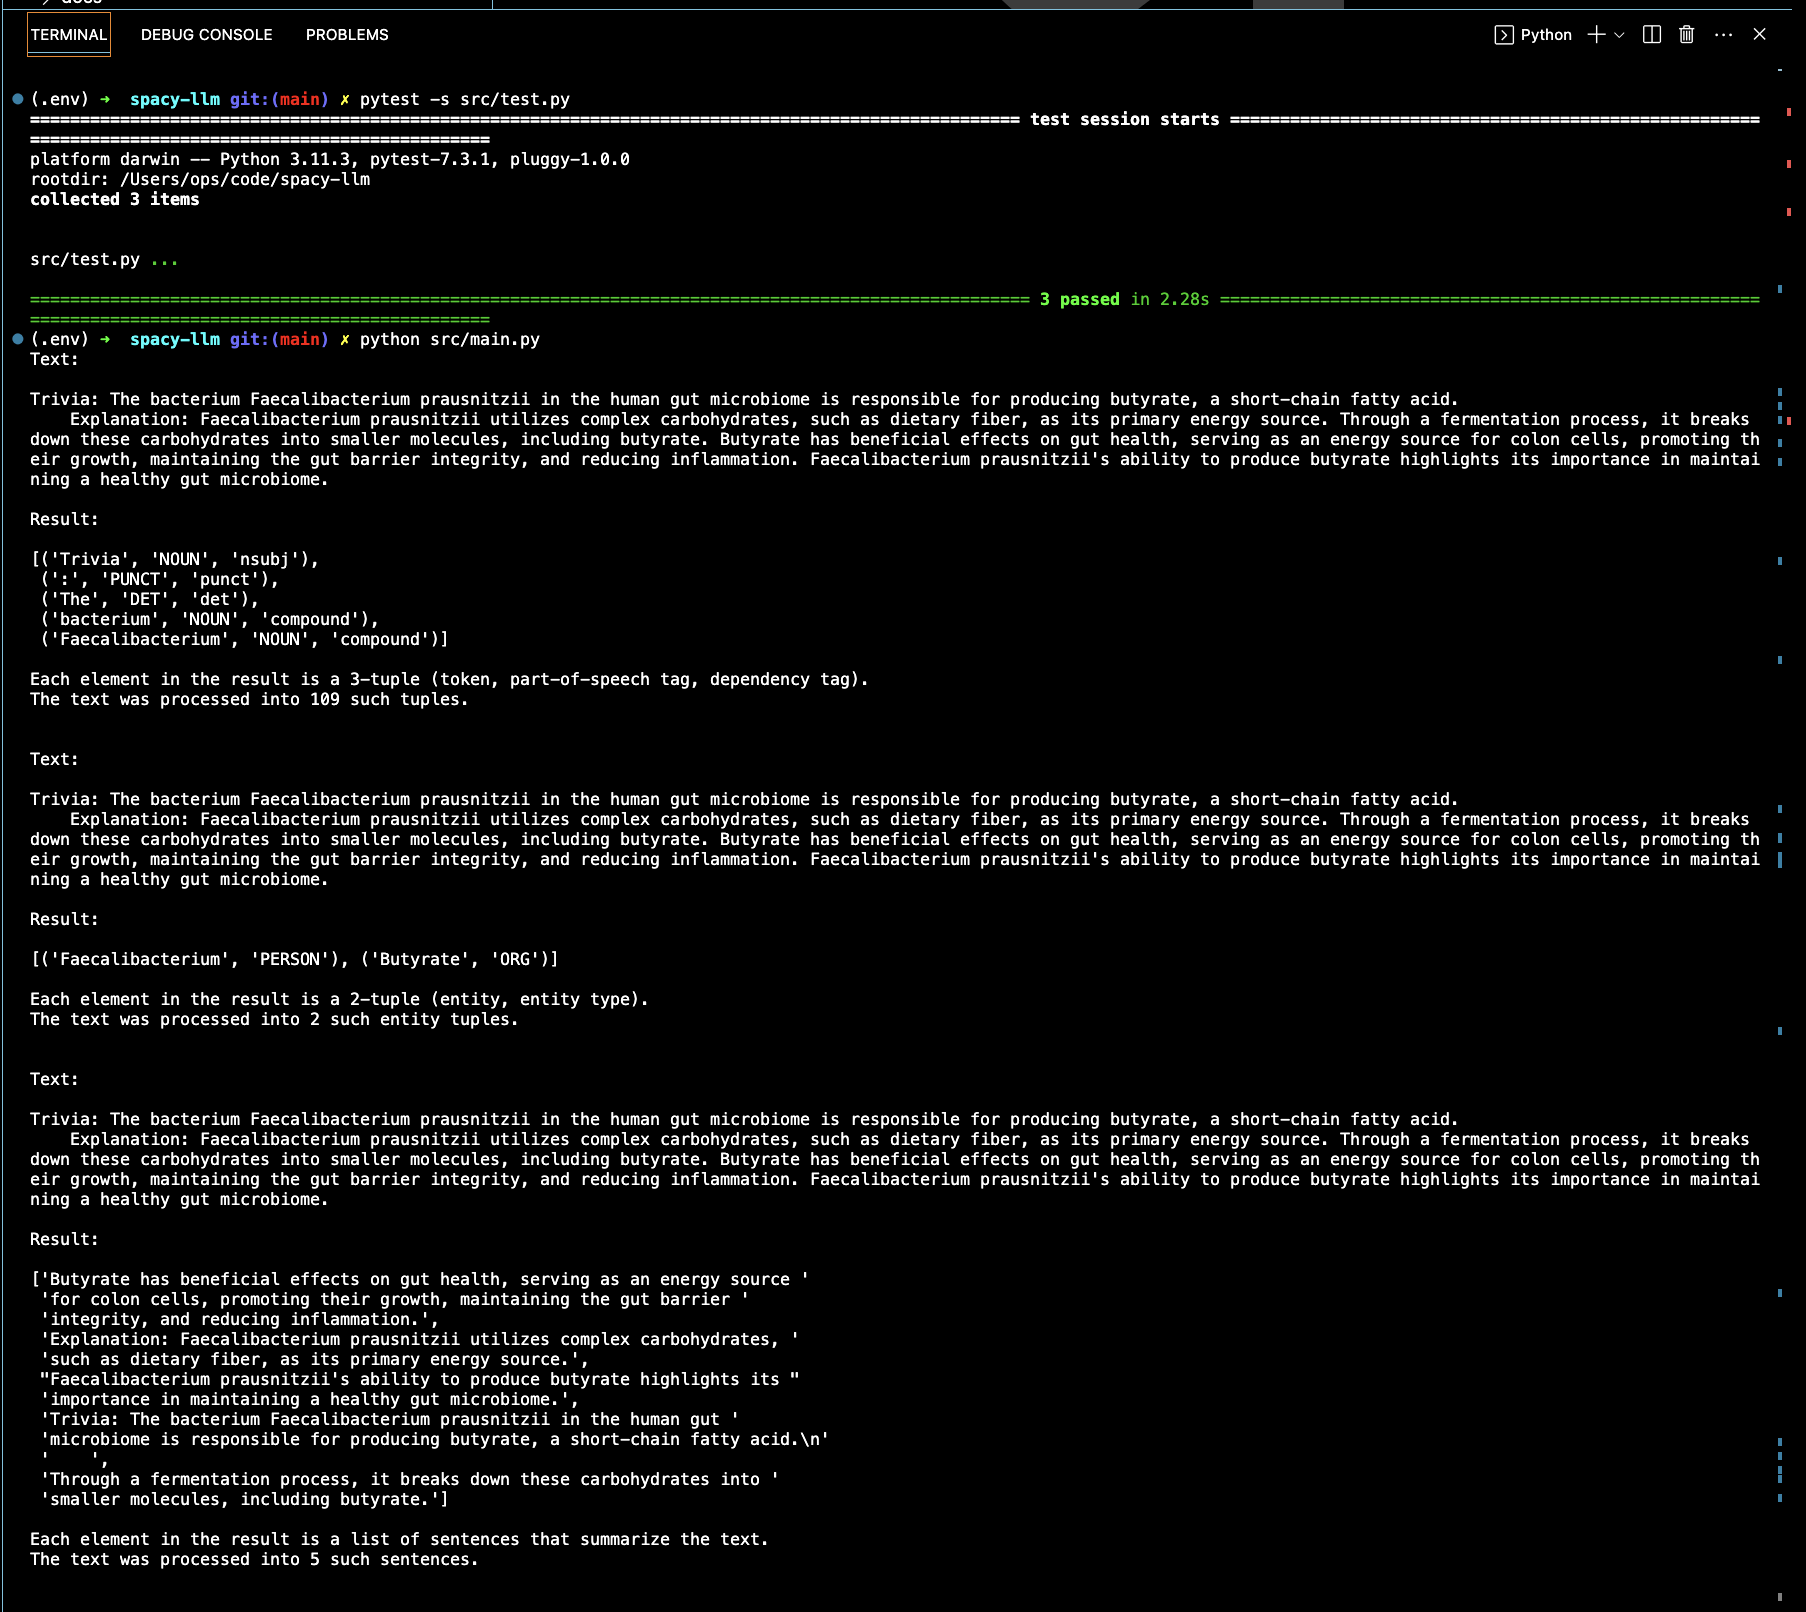 TERMINAL DEBUG CONSOLE PROBLEMS Python
(.env) ➜ spacy-llm git:(main) ✗ pytest -s src/test.py
=================================================================================================== test session starts =====================================================
==============================================
platform darwin -- Python 3.11.3, pytest-7.3.1, pluggy-1.0.0
rootdir: /Users/ops/code/spacy-llm
collected 3 items
src/test.py ...
==================================================================================================== 3 passed in 2.28s ======================================================
==============================================
(.env) ➜ spacy-llm git:(main) ✗ python src/main.py
Text:
Trivia: The bacterium Faecalibacterium prausnitzii in the human gut microbiome is responsible for producing butyrate, a short-chain fatty acid.
    Explanation: Faecalibacterium prausnitzii utilizes complex carbohydrates, such as dietary fiber, as its primary energy source. Through a fermentation process, it breaks
down these carbohydrates into smaller molecules, including butyrate. Butyrate has beneficial effects on gut health, serving as an energy source for colon cells, promoting th
eir growth, maintaining the gut barrier integrity, and reducing inflammation. Faecalibacterium prausnitzii's ability to produce butyrate highlights its importance in maintai
ning a healthy gut microbiome.
Result:
[('Trivia', 'NOUN', 'nsubj'),
 (':', 'PUNCT', 'punct'),
 ('The', 'DET', 'det'),
 ('bacterium', 'NOUN', 'compound'),
 ('Faecalibacterium', 'NOUN', 'compound')]
Each element in the result is a 3-tuple (token, part-of-speech tag, dependency tag).
The text was processed into 109 such tuples.
Text:
Trivia: The bacterium Faecalibacterium prausnitzii in the human gut microbiome is responsible for producing butyrate, a short-chain fatty acid.
    Explanation: Faecalibacterium prausnitzii utilizes complex carbohydrates, such as dietary fiber, as its primary energy source. Through a fermentation process, it breaks
down these carbohydrates into smaller molecules, including butyrate. Butyrate has beneficial effects on gut health, serving as an energy source for colon cells, promoting th
eir growth, maintaining the gut barrier integrity, and reducing inflammation. Faecalibacterium prausnitzii's ability to produce butyrate highlights its importance in maintai
ning a healthy gut microbiome.
Result:
[('Faecalibacterium', 'PERSON'), ('Butyrate', 'ORG')]
Each element in the result is a 2-tuple (entity, entity type).
The text was processed into 2 such entity tuples.
Text:
Trivia: The bacterium Faecalibacterium prausnitzii in the human gut microbiome is responsible for producing butyrate, a short-chain fatty acid.
    Explanation: Faecalibacterium prausnitzii utilizes complex carbohydrates, such as dietary fiber, as its primary energy source. Through a fermentation process, it breaks
down these carbohydrates into smaller molecules, including butyrate. Butyrate has beneficial effects on gut health, serving as an energy source for colon cells, promoting th
eir growth, maintaining the gut barrier integrity, and reducing inflammation. Faecalibacterium prausnitzii's ability to produce butyrate highlights its importance in maintai
ning a healthy gut microbiome.
Result:
['Butyrate has beneficial effects on gut health, serving as an energy source '
 'for colon cells, promoting their growth, maintaining the gut barrier '
 'integrity, and reducing inflammation.',
 'Explanation: Faecalibacterium prausnitzii utilizes complex carbohydrates, '
 'such as dietary fiber, as its primary energy source.',
 "Faecalibacterium prausnitzii's ability to produce butyrate highlights its "
 'importance in maintaining a healthy gut microbiome.',
 'Trivia: The bacterium Faecalibacterium prausnitzii in the human gut '
 'microbiome is responsible for producing butyrate, a short-chain fatty acid.\n'
 '    ',
 'Through a fermentation process, it breaks down these carbohydrates into '
 'smaller molecules, including butyrate.']
Each element in the result is a list of sentences that summarize the text.
The text was processed into 5 such sentences.